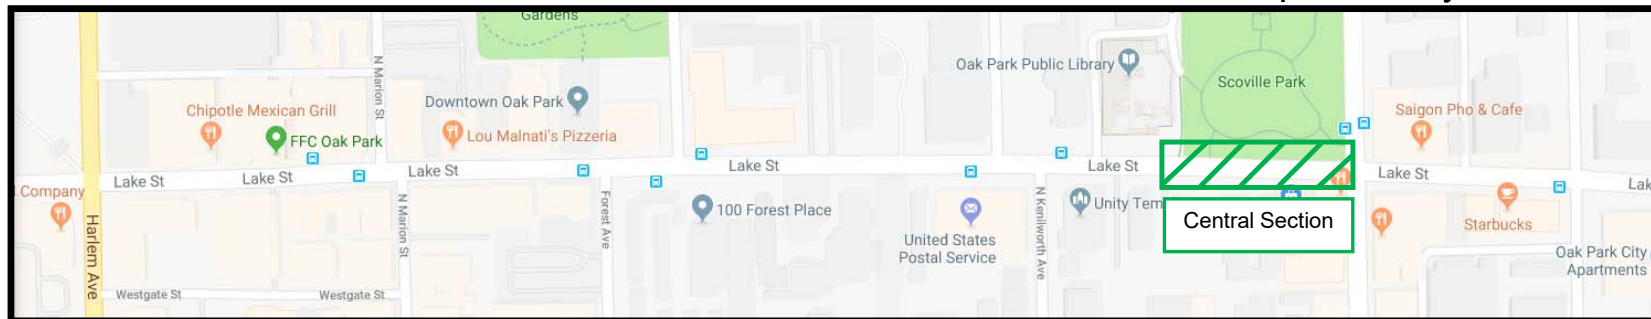 Gardens
N Marion St
Oak Park Public Library
Scoville Park
Chipotle Mexican Grill
Downtown Oak Park
Saigon Pho & Cafe
FFC Oak Park
Lou Malnati's Pizzeria
Lake St
Lake St
Lake St
Lake St
Lake St
Lake St
Company
Harlem Ave
N Marion St
Forest Ave
100 Forest Place
N Kenilworth Ave
Unity Tem
Central Section
Starbucks
United States
Postal Service
Oak Park City
Apartments
Westgate St
Westgate St